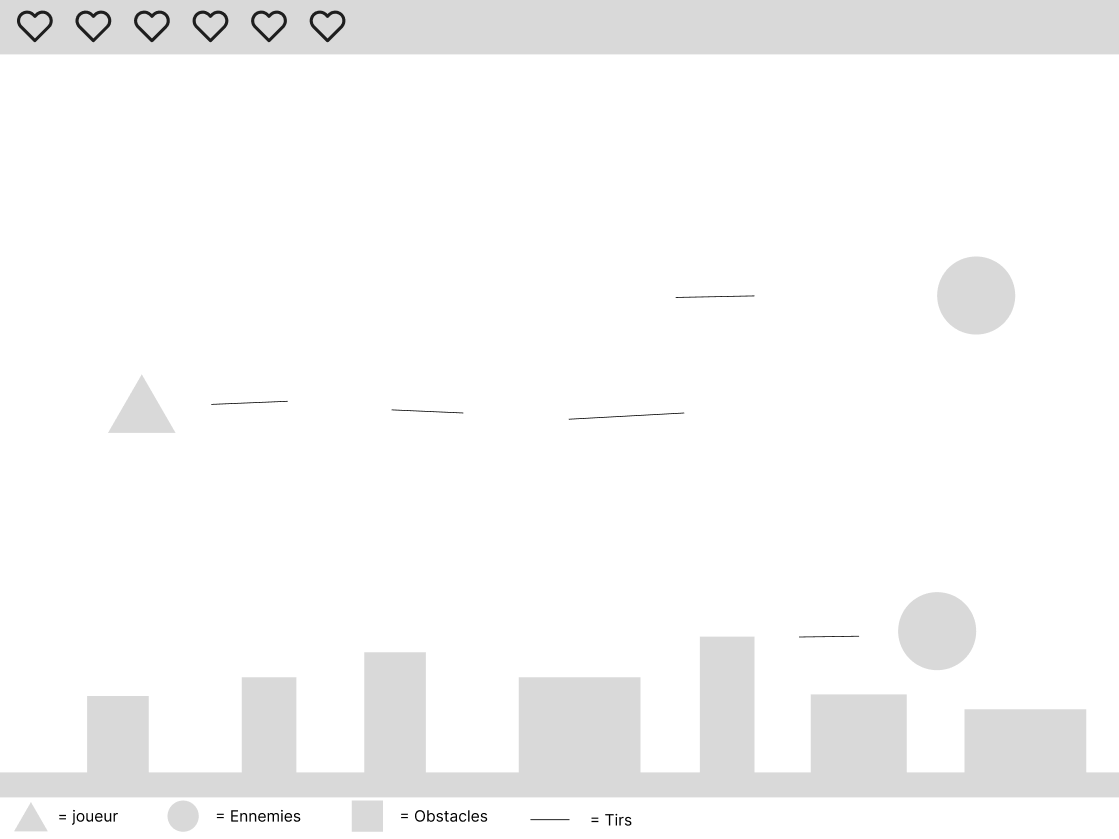 = joueur
= Ennemies
= Obstacles
= Tirs